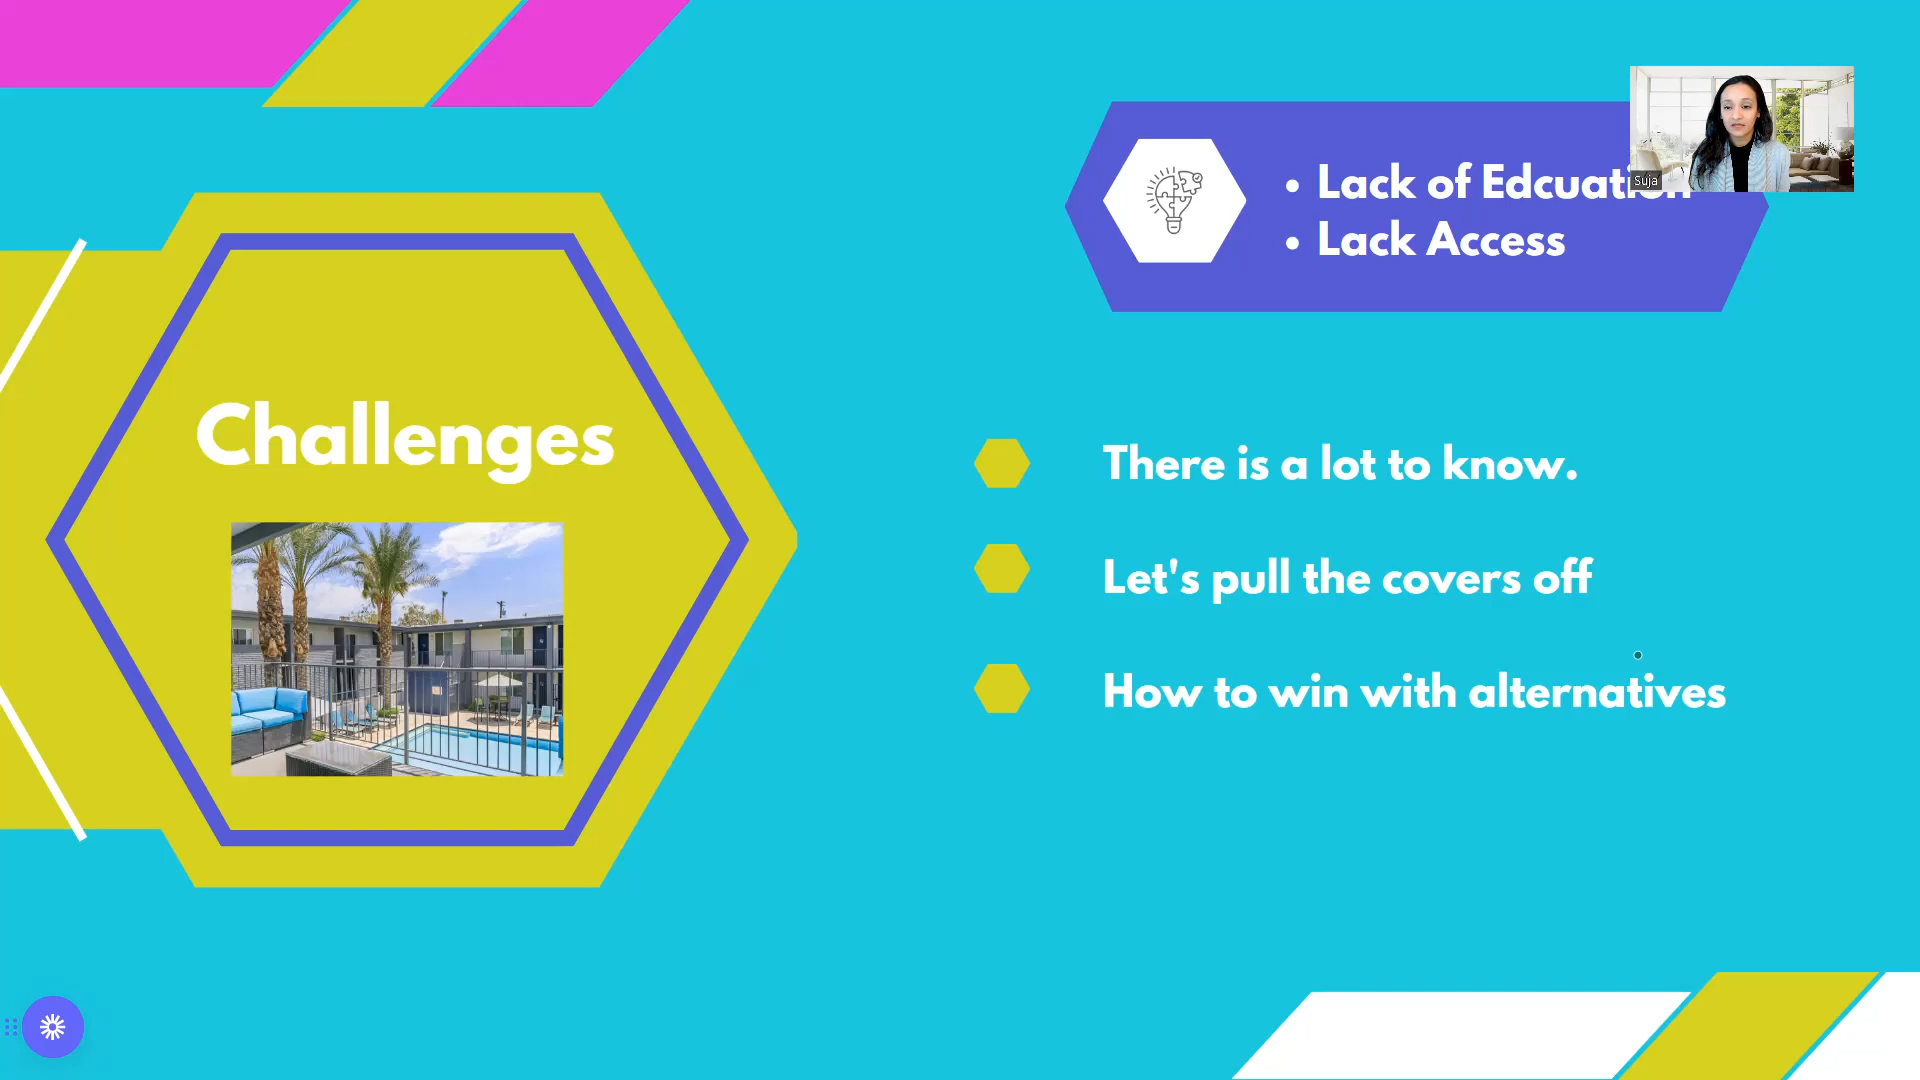 Challenges
• Lack of Edcuation
• Lack Access
Suja
There is a lot to know.
Let's pull the covers off
How to win with alternatives